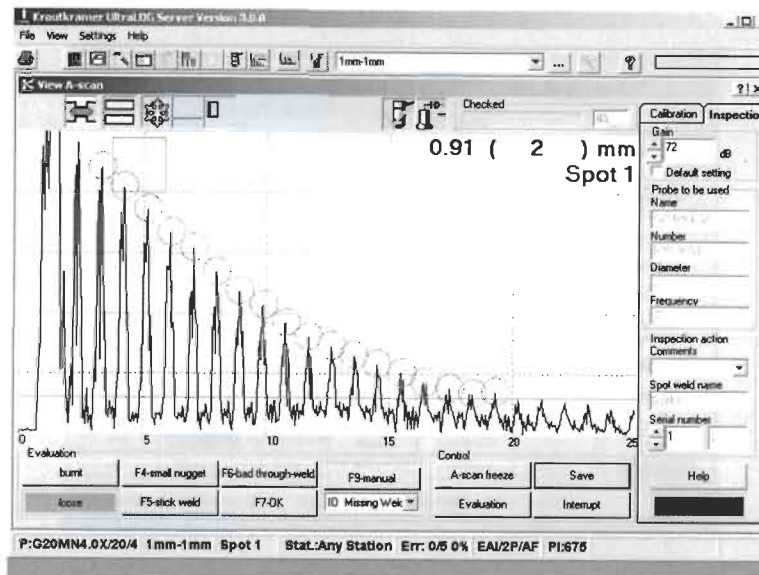 Krautkramer UltraLOG Server Version 3.0.0
File View Settings Help
1mm-1mm
...
View A-scan
Checked
Calibration Inspection
0.91 ( 2 ) mm
Spot 1
Gain
72
dB
Default setting
Probe to be used
Name
Number
Diameter
Frequency
Inspection action
Comments
Spot weld name
Serial number
1
0 5 10 15 20 25
Evaluation
Control
burnt
F4-small nugget
F6-bad through-weld
F9-manual
A-scan freeze
Save
Help
loose
F5-stick weld
F7-OK
10 Missing Wek
Evaluation
Interrupt
P:G20MN4.0X/20/4 1mm-1mm Spot 1 Stat.:Any Station Err: 0/5 0% EAI/2P/AF PI:675